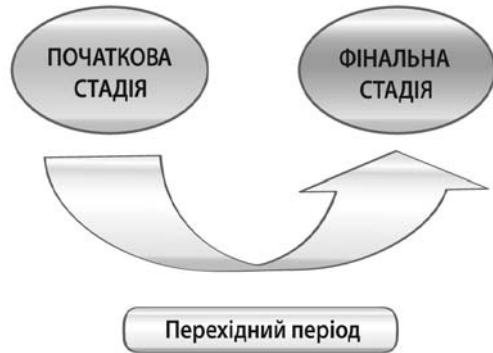 ПОЧАТКОВА
СТАДІЯ
ФІНАЛЬНА
СТАДІЯ
Перехідний період